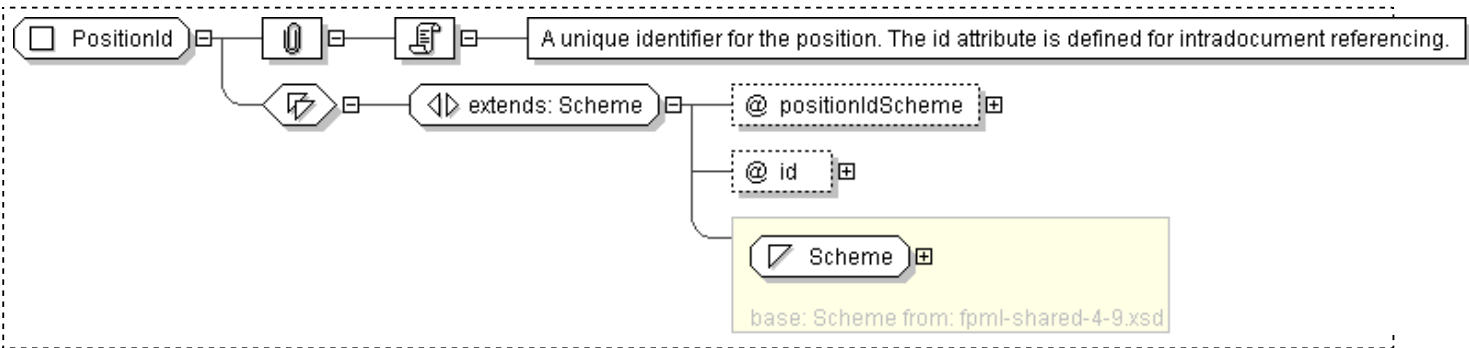 PositionId
A unique identifier for the position. The id attribute is defined for intradocument referencing.
extends: Scheme
@ positionIdScheme
@ id
Scheme
base: Scheme from: fpml-shared-4-9.xsd